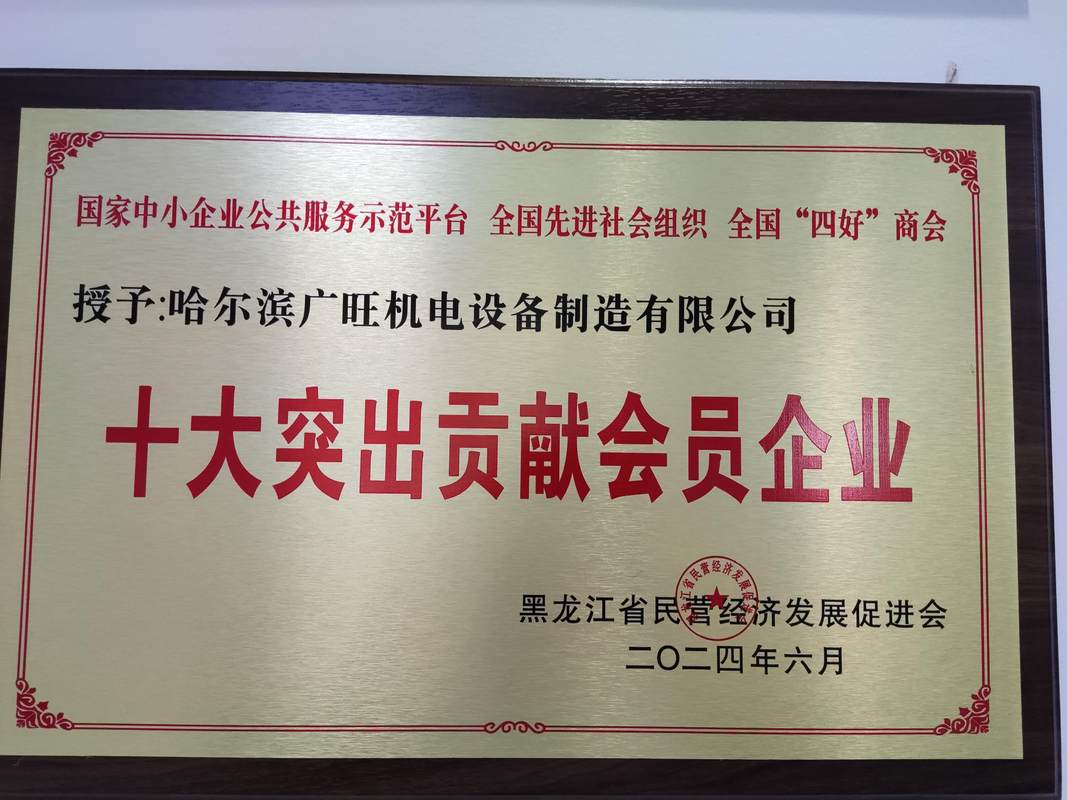 国家中小企业公共服务示范平台 全国先进社会组织 全国“四好”商会
授予:哈尔滨广旺机电设备制造有限公司
十大突出贡献会员企业
黑龙江省民营经济发展促进会
二〇二四年六月